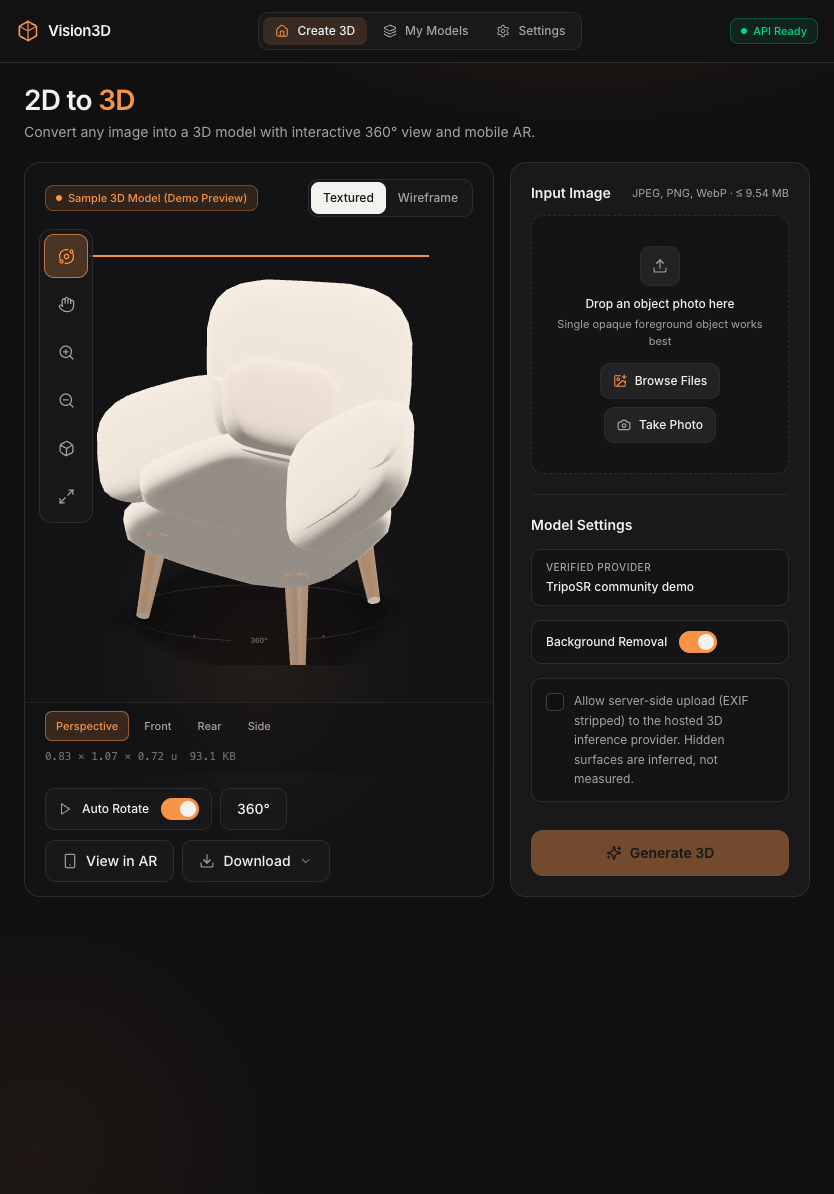 Vision3D
Create 3D
My Models
Settings
API Ready
2D to 3D
Convert any image into a 3D model with interactive 360° view and mobile AR.
Sample 3D Model (Demo Preview)
Textured
Wireframe
360°
Perspective
Front
Rear
Side
0.83 × 1.07 × 0.72 u 93.1 KB
Auto Rotate
360°
View in AR
Download
Input Image
JPEG, PNG, WebP · ≤ 9.54 MB
Drop an object photo here
Single opaque foreground object works
best
Browse Files
Take Photo
Model Settings
VERIFIED PROVIDER
TripoSR community demo
Background Removal
Allow server-side upload (EXIF
stripped) to the hosted 3D
inference provider. Hidden
surfaces are inferred, not
measured.
Generate 3D